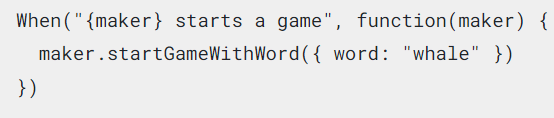 When("{maker} starts a game", function(maker) {
  maker.startGameWithWord({ word: "whale" })
})